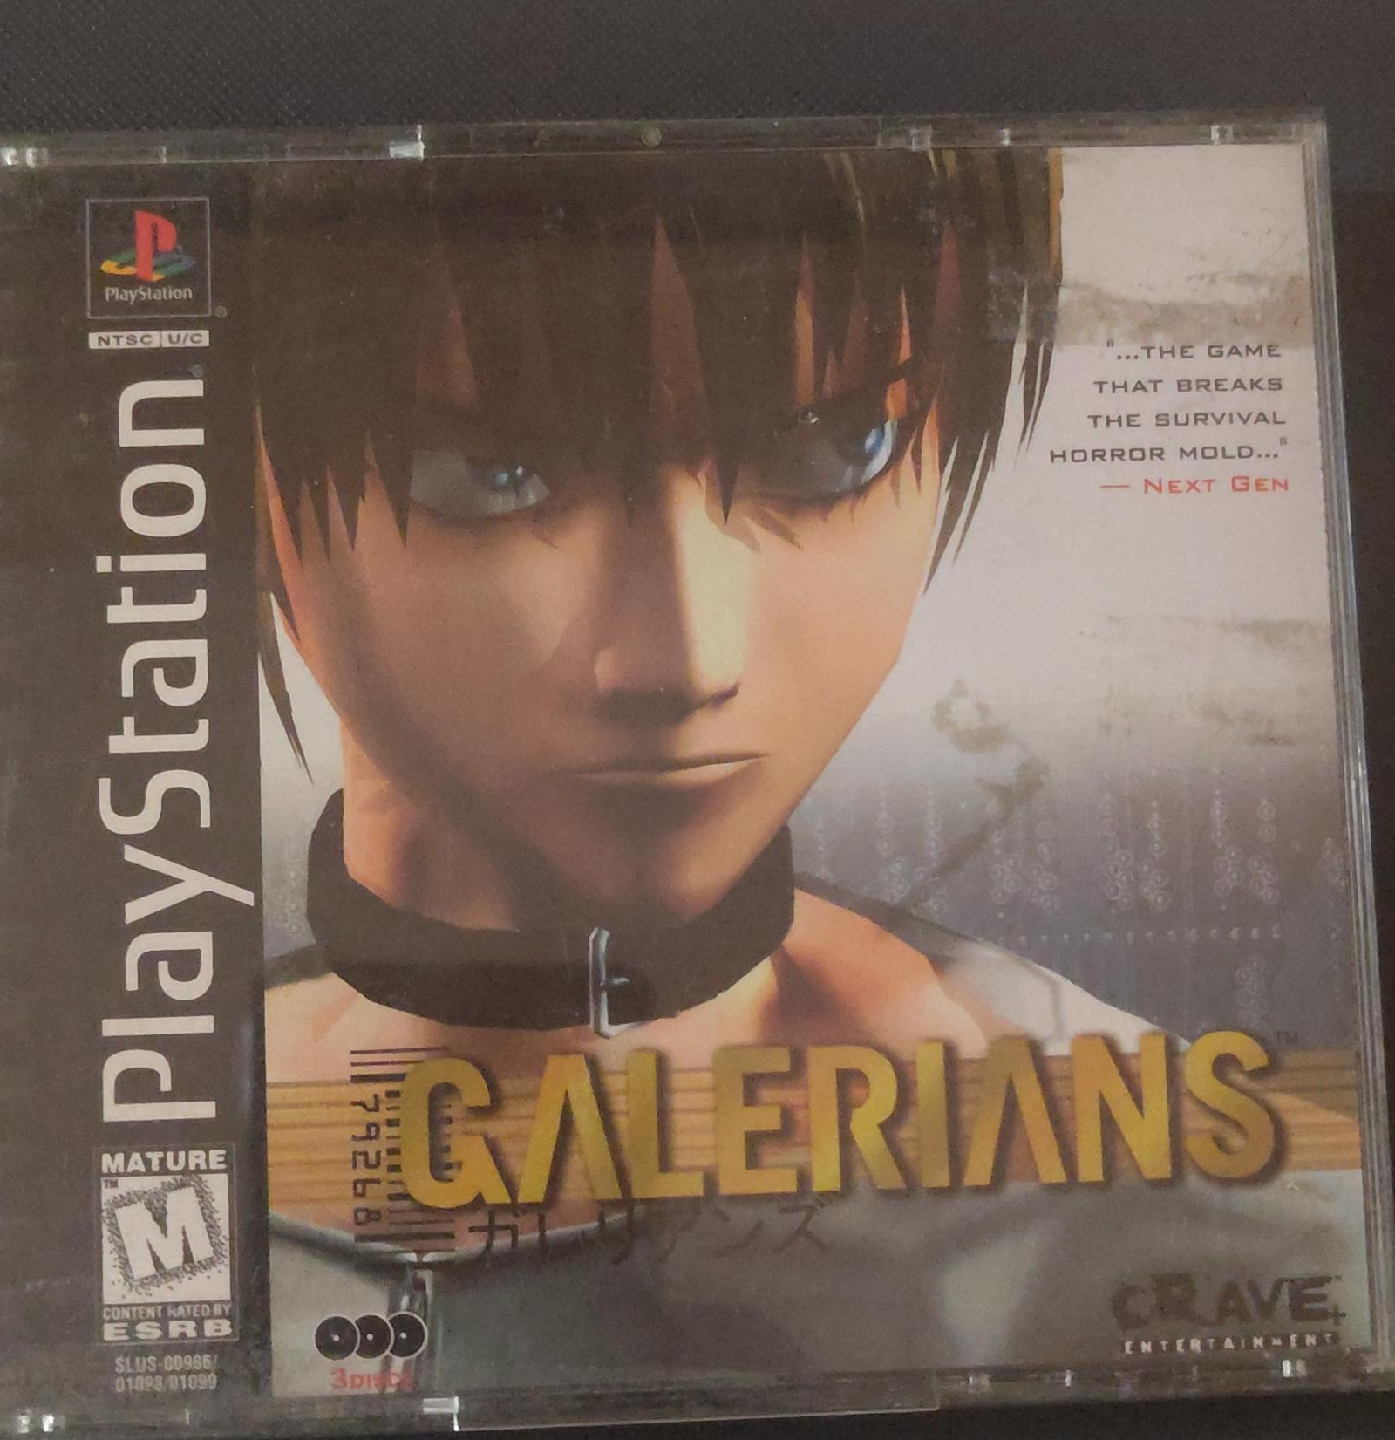 PlayStation
NTSC U/C
PlayStation
"...THE GAME
THAT BREAKS
THE SURVIVAL
HORROR MOLD..."
— NEXT GEN
GALERIANS™
79268
ガレリアンズ
MATURE
M
CONTENT RATED BY
ESRB
SLUS-00986/
01098/01099
3 DISCS
CRAVE
ENTERTAINMENT